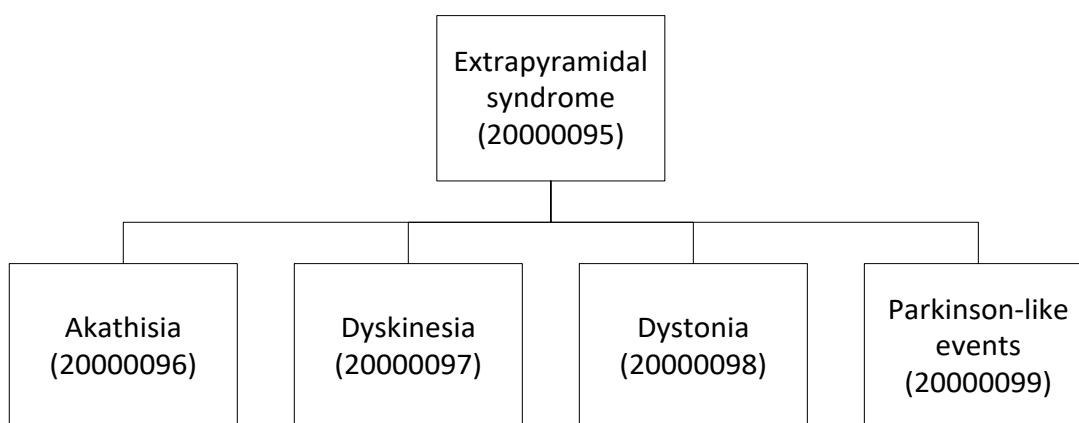 Extrapyramidal
syndrome
(20000095)
Akathisia
(20000096)
Dyskinesia
(20000097)
Dystonia
(20000098)
Parkinson-like
events
(20000099)